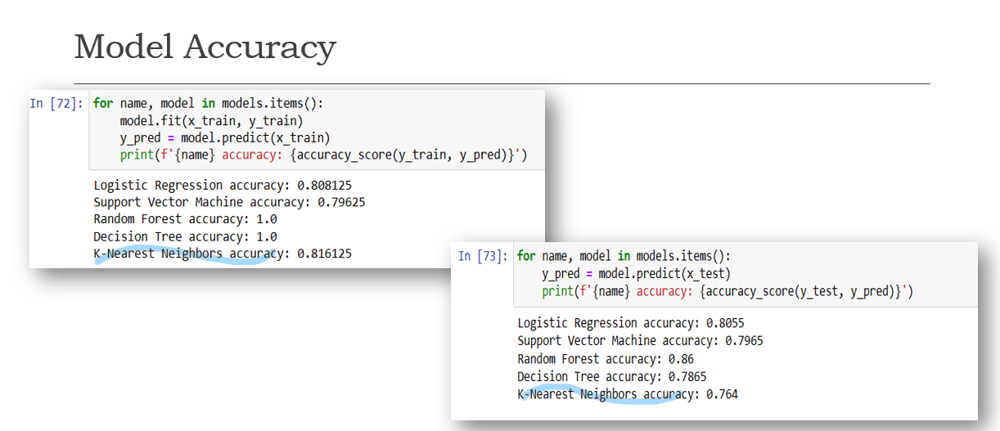 Model Accuracy
In [72]: for name, model in models.items():
model.fit(x_train, y_train)
y_pred = model.predict(x_train)
print(f'{name} accuracy: {accuracy_score(y_train, y_pred)}')
Logistic Regression accuracy: 0.808125
Support Vector Machine accuracy: 0.79625
Random Forest accuracy: 1.0
Decision Tree accuracy: 1.0
K-Nearest Neighbors accuracy: 0.816125
In [73]: for name, model in models.items():
y_pred = model.predict(x_test)
print(f'{name} accuracy: {accuracy_score(y_test, y_pred)}')
Logistic Regression accuracy: 0.8055
Support Vector Machine accuracy: 0.7965
Random Forest accuracy: 0.86
Decision Tree accuracy: 0.7865
K-Nearest Neighbors accuracy: 0.764